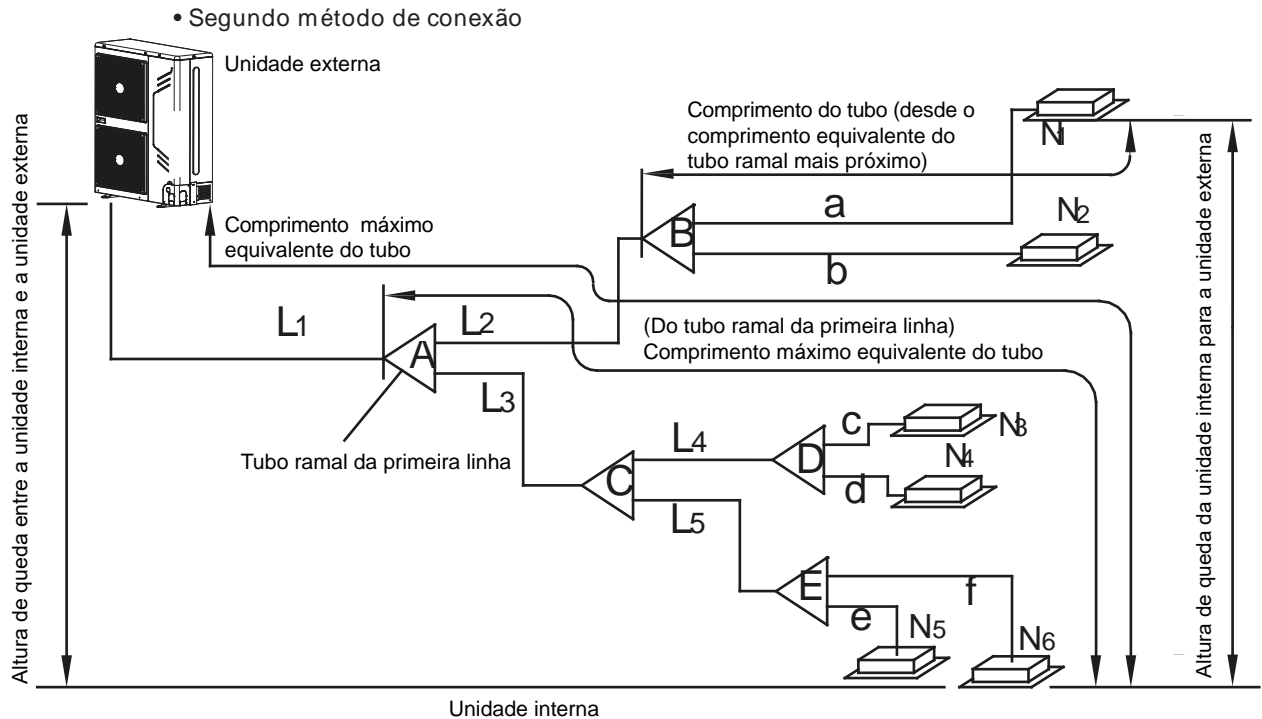 • Segundo método de conexão
Unidade externa
Comprimento do tubo (desde o
comprimento equivalente do
tubo ramal mais próximo)
N1
a
N2
B
b
Comprimento máximo
equivalente do tubo
L1
L2
A
(Do tubo ramal da primeira linha)
Comprimento máximo equivalente do tubo
L3
Tubo ramal da primeira linha
C
L4
L5
D
c
N3
N4
d
E
f
e
N5
N6
Altura de queda entre a unidade interna e a unidade externa
Altura de queda da unidade interna para a unidade externa
Unidade interna